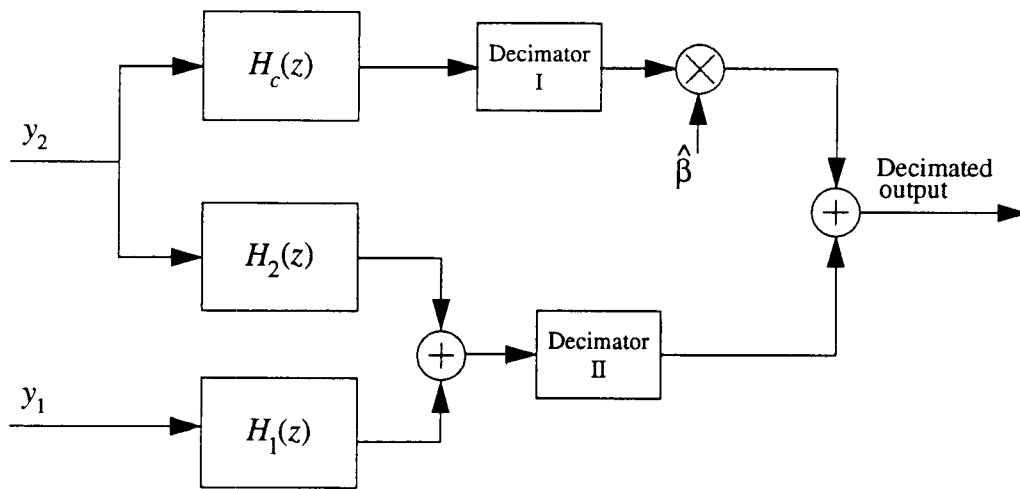 H_c(z)
Decimator
I
y_2
β̂
Decimated
output
H_2(z)
Decimator
II
y_1
H_1(z)